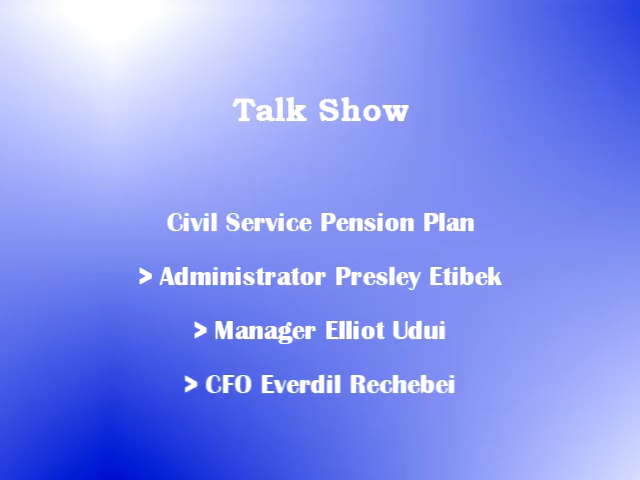 Talk Show
Civil Service Pension Plan
> Administrator Presley Etibek
> Manager Elliot Udui
> CFO Everdil Rechebei